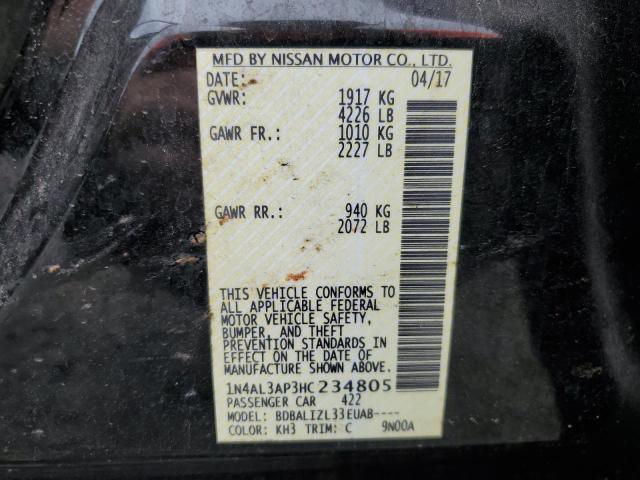 MFD BY NISSAN MOTOR CO., LTD.
DATE: 04/17
GVWR: 1917 KG
4226 LB
GAWR FR.: 1010 KG
2227 LB
GAWR RR.: 940 KG
2072 LB
THIS VEHICLE CONFORMS TO
ALL APPLICABLE FEDERAL
MOTOR VEHICLE SAFETY,
BUMPER, AND THEFT
PREVENTION STANDARDS IN
EFFECT ON THE DATE OF
MANUFACTURE SHOWN ABOVE.
1N4AL3AP3HC234805
PASSENGER CAR 422
MODEL: BDBALIZL33EUAB----
COLOR: KH3 TRIM: C 9N00A